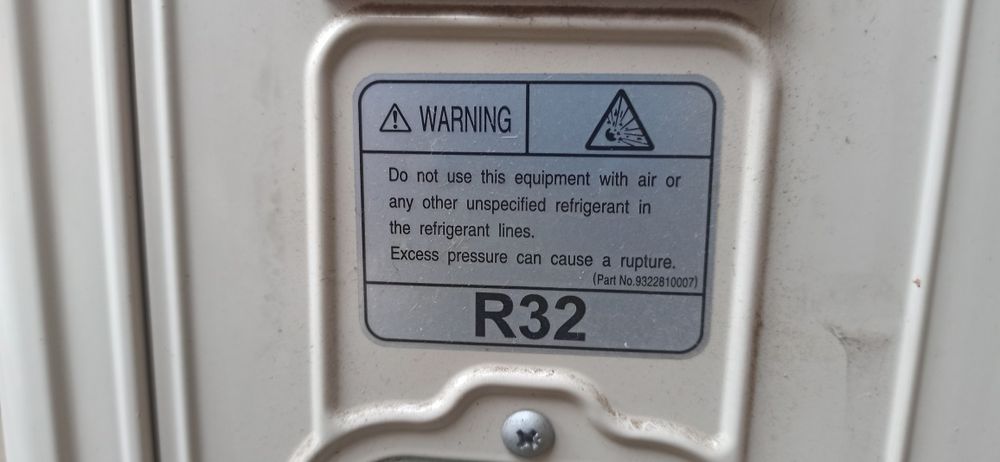 WARNING
Do not use this equipment with air or
any other unspecified refrigerant in
the refrigerant lines.
Excess pressure can cause a rupture.
(Part No.9322810007)
R32